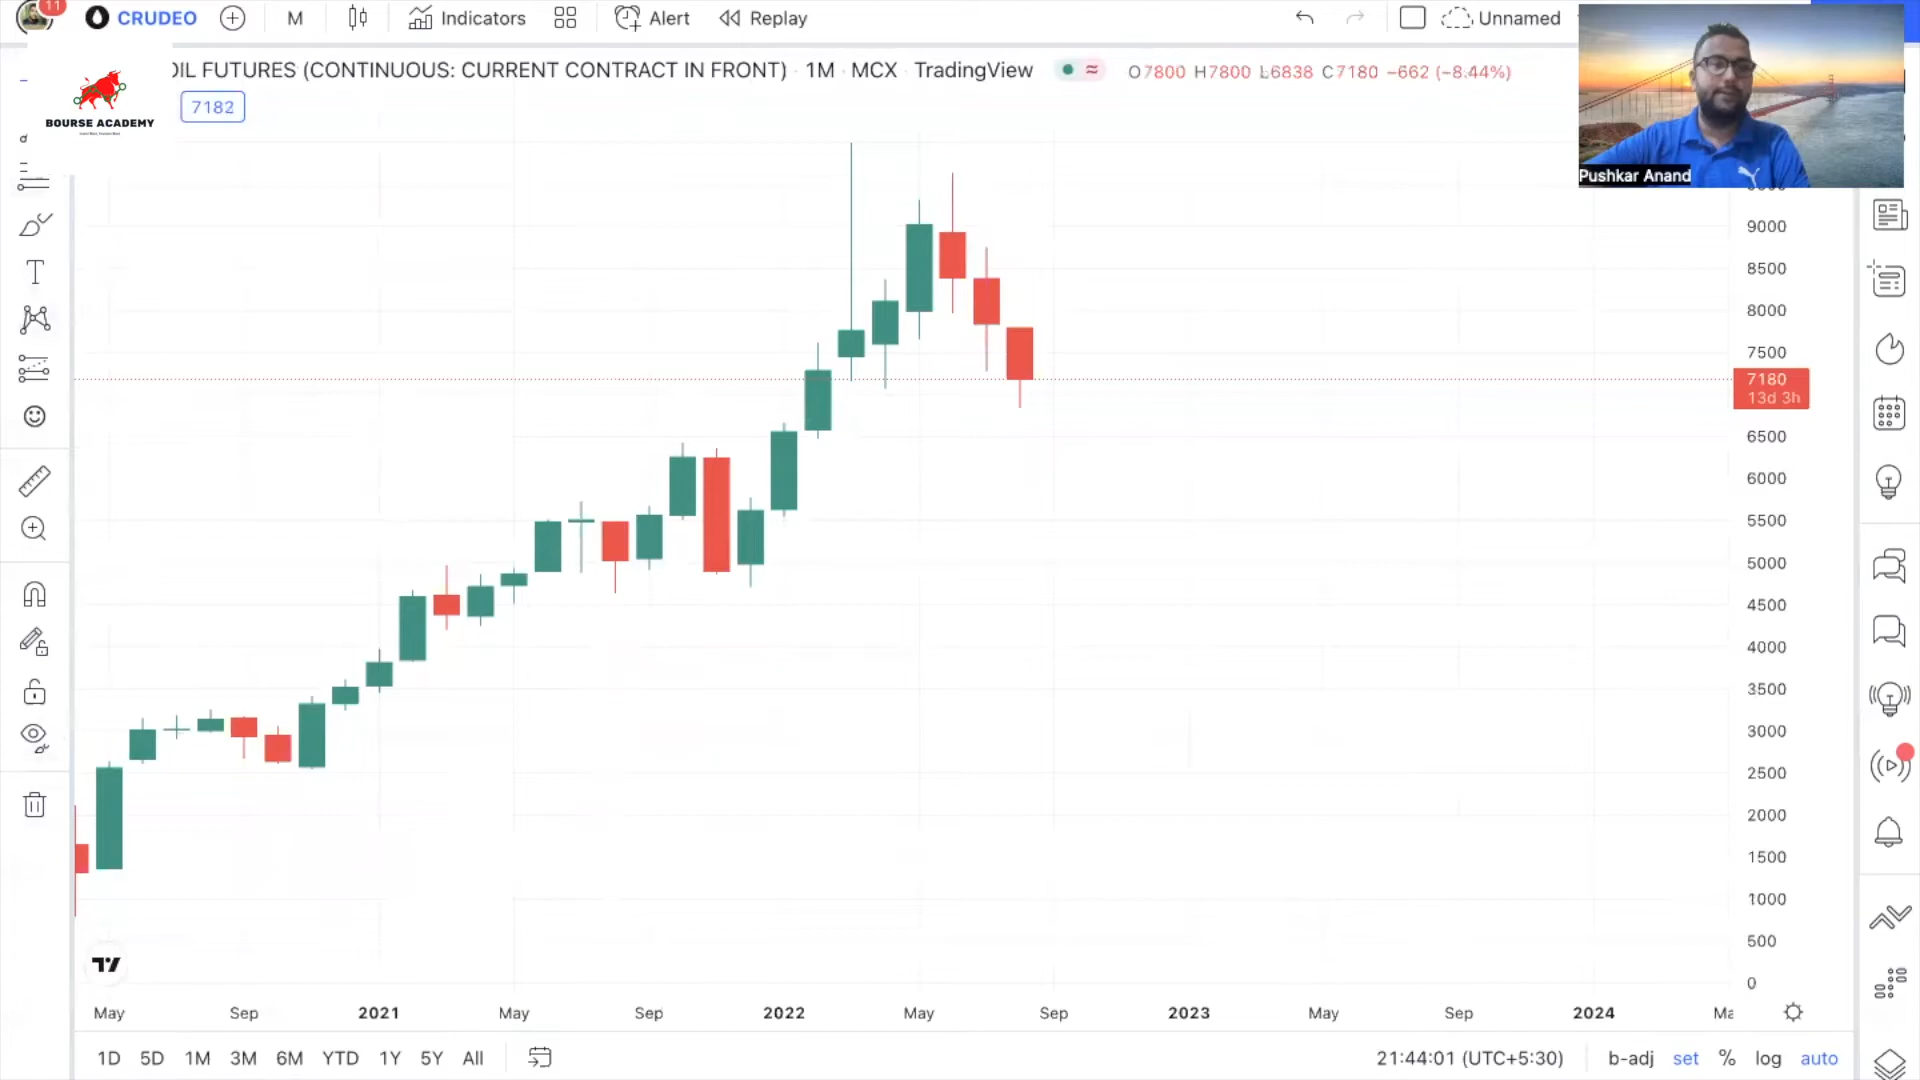 11
CRUDEO
M
Indicators
Alert
Replay
Unnamed
OIL FUTURES (CONTINUOUS: CURRENT CONTRACT IN FRONT) · 1M · MCX · TradingView
O7800 H7800 L6838 C7180 −662 (−8.44%)
7182
BOURSE ACADEMY
Pushkar Anand
9000
8500
8000
7500
7180
13d 3h
6500
6000
5500
5000
4500
4000
3500
3000
2500
2000
1500
1000
500
0
May Sep 2021 May Sep 2022 May Sep 2023 May Sep 2024 Ma
1D 5D 1M 3M 6M YTD 1Y 5Y All
21:44:01 (UTC+5:30)
b-adj set % log auto